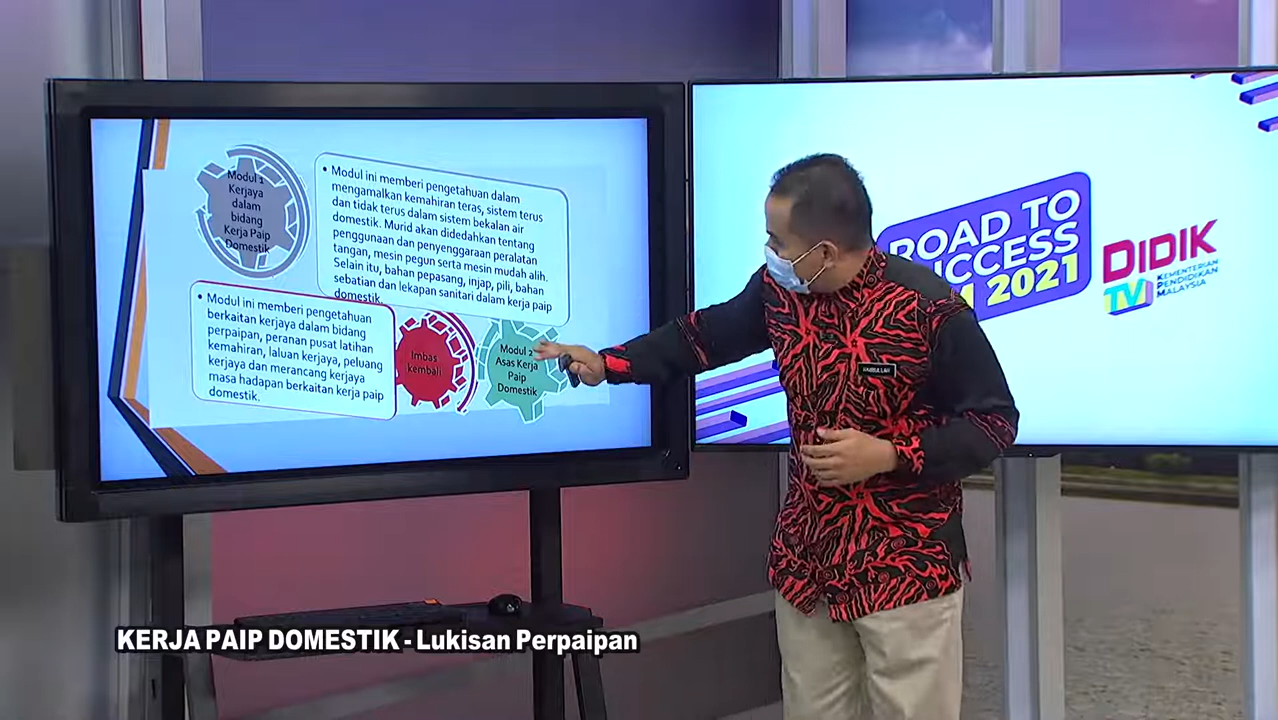 Modul 1
Kerjaya
dalam
bidang
Kerja Paip
Domestik
• Modul ini memberi pengetahuan dalam
mengamalkan kemahiran teras, sistem terus
dan tidak terus dalam sistem bekalan air
domestik. Murid akan didedahkan tentang
penggunaan dan penyenggaraan peralatan
tangan, mesin pegun serta mesin mudah alih.
Selain itu, bahan pepasang, injap, pili, bahan
sebatian dan lekapan sanitari dalam kerja paip
domestik.
• Modul ini memberi pengetahuan
berkaitan kerjaya dalam bidang
perpaipan, peranan pusat latihan
kemahiran, laluan kerjaya, peluang
kerjaya dan merancang kerjaya
masa hadapan berkaitan kerja paip
domestik.
Imbas
kembali
Modul 2
Asas Kerja
Paip
Domestik
ROAD TO
2021
DIDIK
TV
KEMENTERIAN
PENDIDIKAN
MALAYSIA
KERJA PAIP DOMESTIK - Lukisan Perpaipan